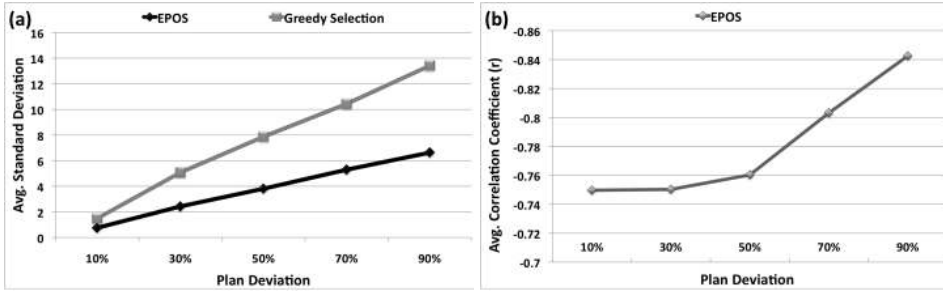 (a)
EPOS
Greedy Selection
Avg. Standard Deviation
16
14
12
10
8
6
4
2
0
10% 30% 50% 70% 90%
Plan Deviation
(b)
EPOS
Avg. Correlation Coefficient (r)
-0.86
-0.84
-0.82
-0.8
-0.78
-0.76
-0.74
-0.72
-0.7
10% 30% 50% 70% 90%
Plan Deviation